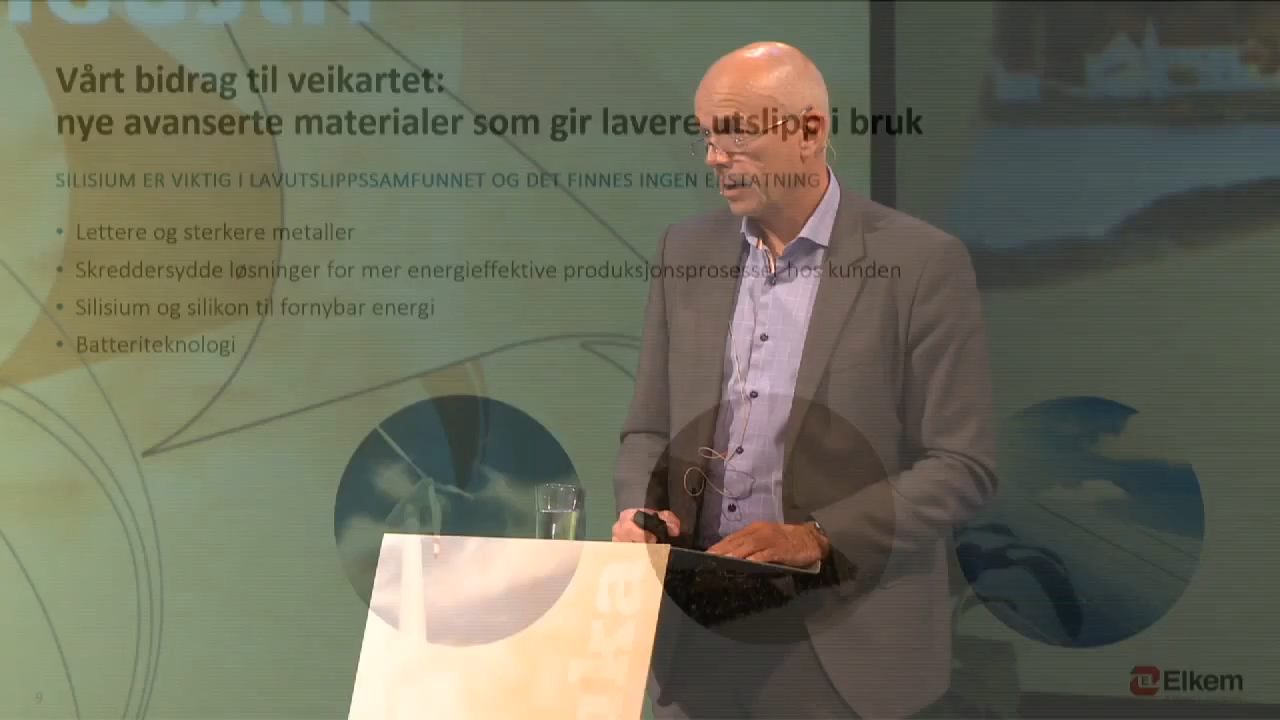 Vårt bidrag til veikartet:
nye avanserte materialer som gir lavere utslipp i bruk
SILISIUM ER VIKTIG I LAVUTSLIPPSSAMFUNNET OG DET FINNES INGEN ERSTATNING
• Lettere og sterkere metaller
• Skreddersydde løsninger for mer energieffektive produksjonsprosesser hos kunden
• Silisium og silikon til fornybar energi
• Batteriteknologi
uka
9
Elkem